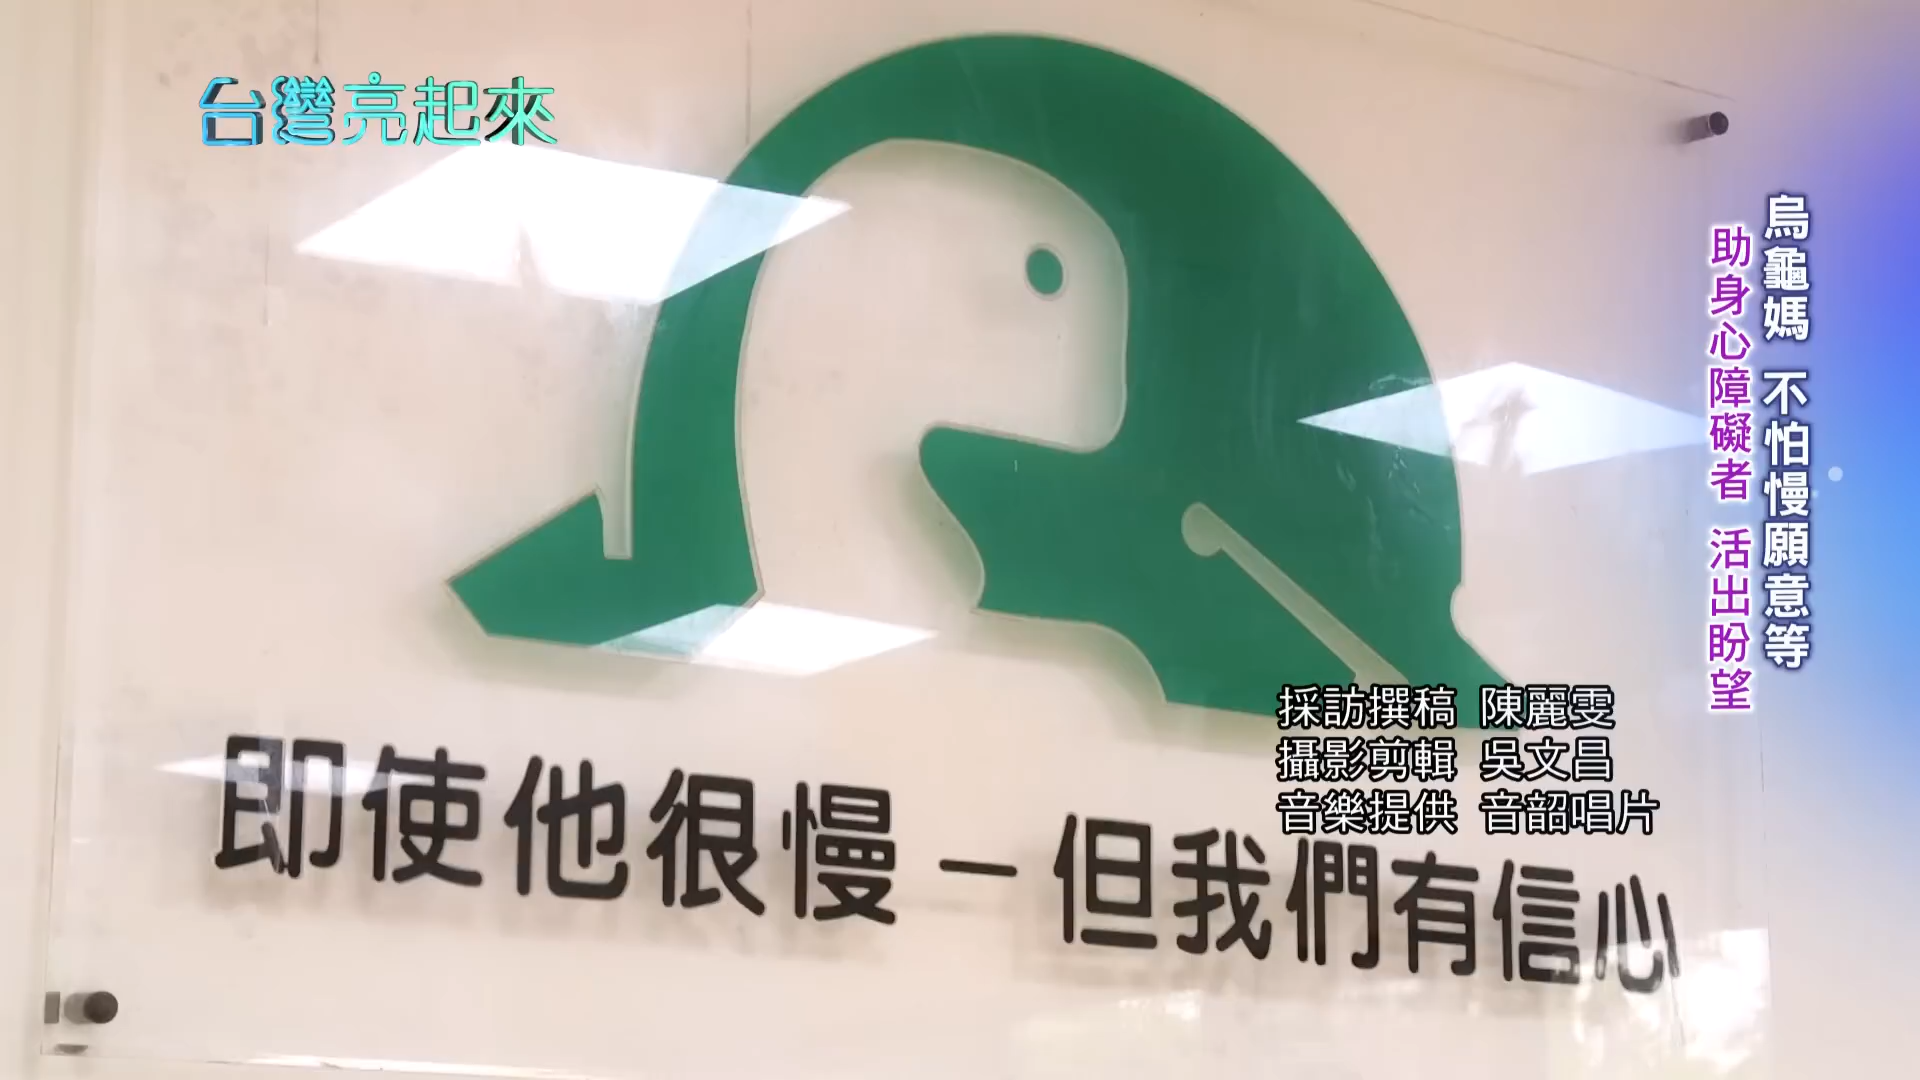 台灣亮起來
烏龜媽 不怕慢願意等
助身心障礙者 活出盼望
採訪撰稿 陳麗雯
攝影剪輯 吳文昌
音樂提供 音韶唱片
即使他很慢－但我們有信心